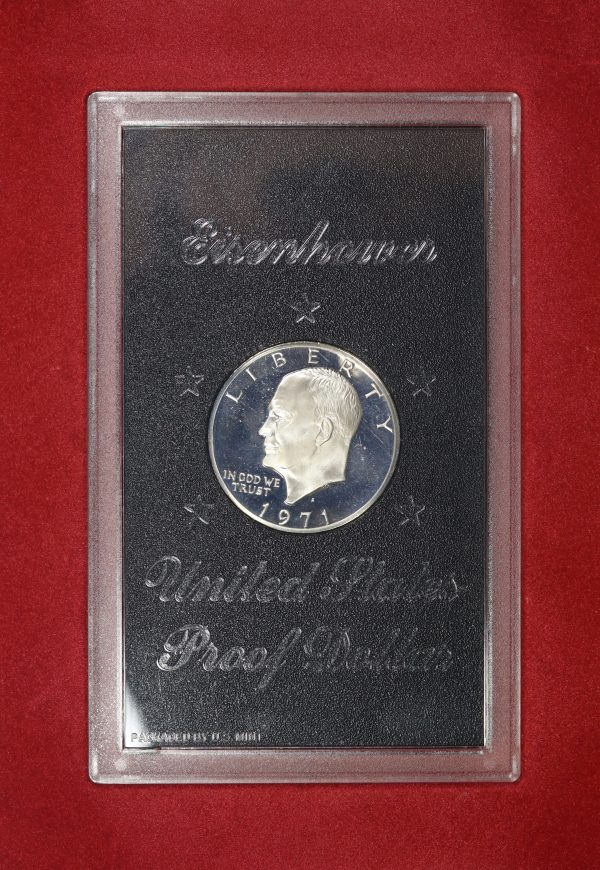 Eisenhower
LIBERTY
IN GOD WE
TRUST
S
1971
United States
Proof Dollar
PACKAGED BY U.S. MINT